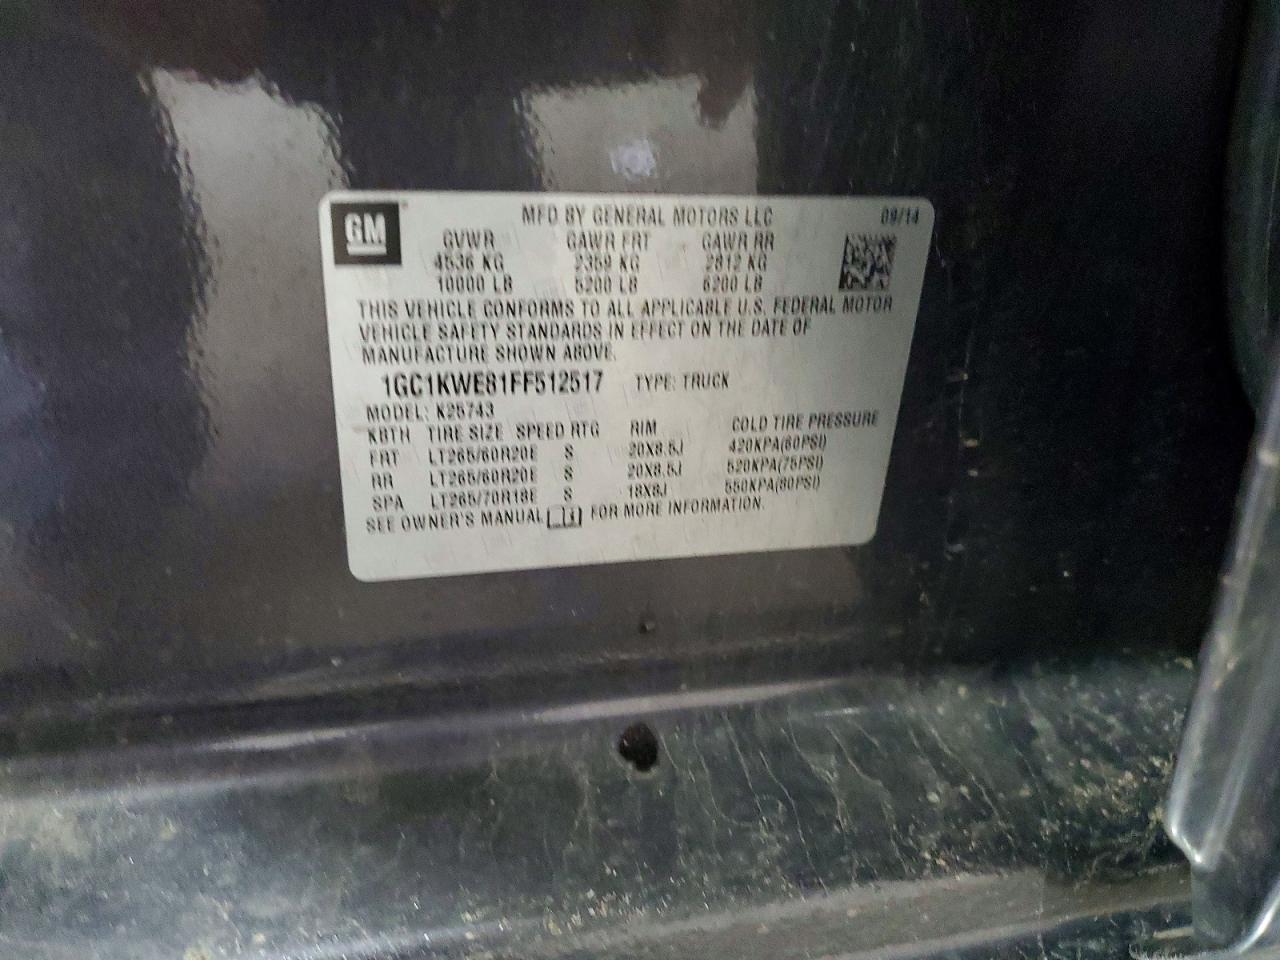 GM
MFD BY GENERAL MOTORS LLC 09/14
GVWR GAWR FRT GAWR RR
4536 KG 2359 KG 2812 KG
10000 LB 5200 LB 6200 LB
THIS VEHICLE CONFORMS TO ALL APPLICABLE U.S. FEDERAL MOTOR
VEHICLE SAFETY STANDARDS IN EFFECT ON THE DATE OF
MANUFACTURE SHOWN ABOVE.
1GC1KWE81FF512517 TYPE: TRUCK
MODEL: K25743
KBTH TIRE SIZE SPEED RTG RIM COLD TIRE PRESSURE
FRT LT265/60R20E S 20X8.5J 420KPA(60PSI)
RR LT265/60R20E S 20X8.5J 520KPA(75PSI)
SPA LT265/70R18E S 18X8J 550KPA(80PSI)
SEE OWNER'S MANUAL FOR MORE INFORMATION.